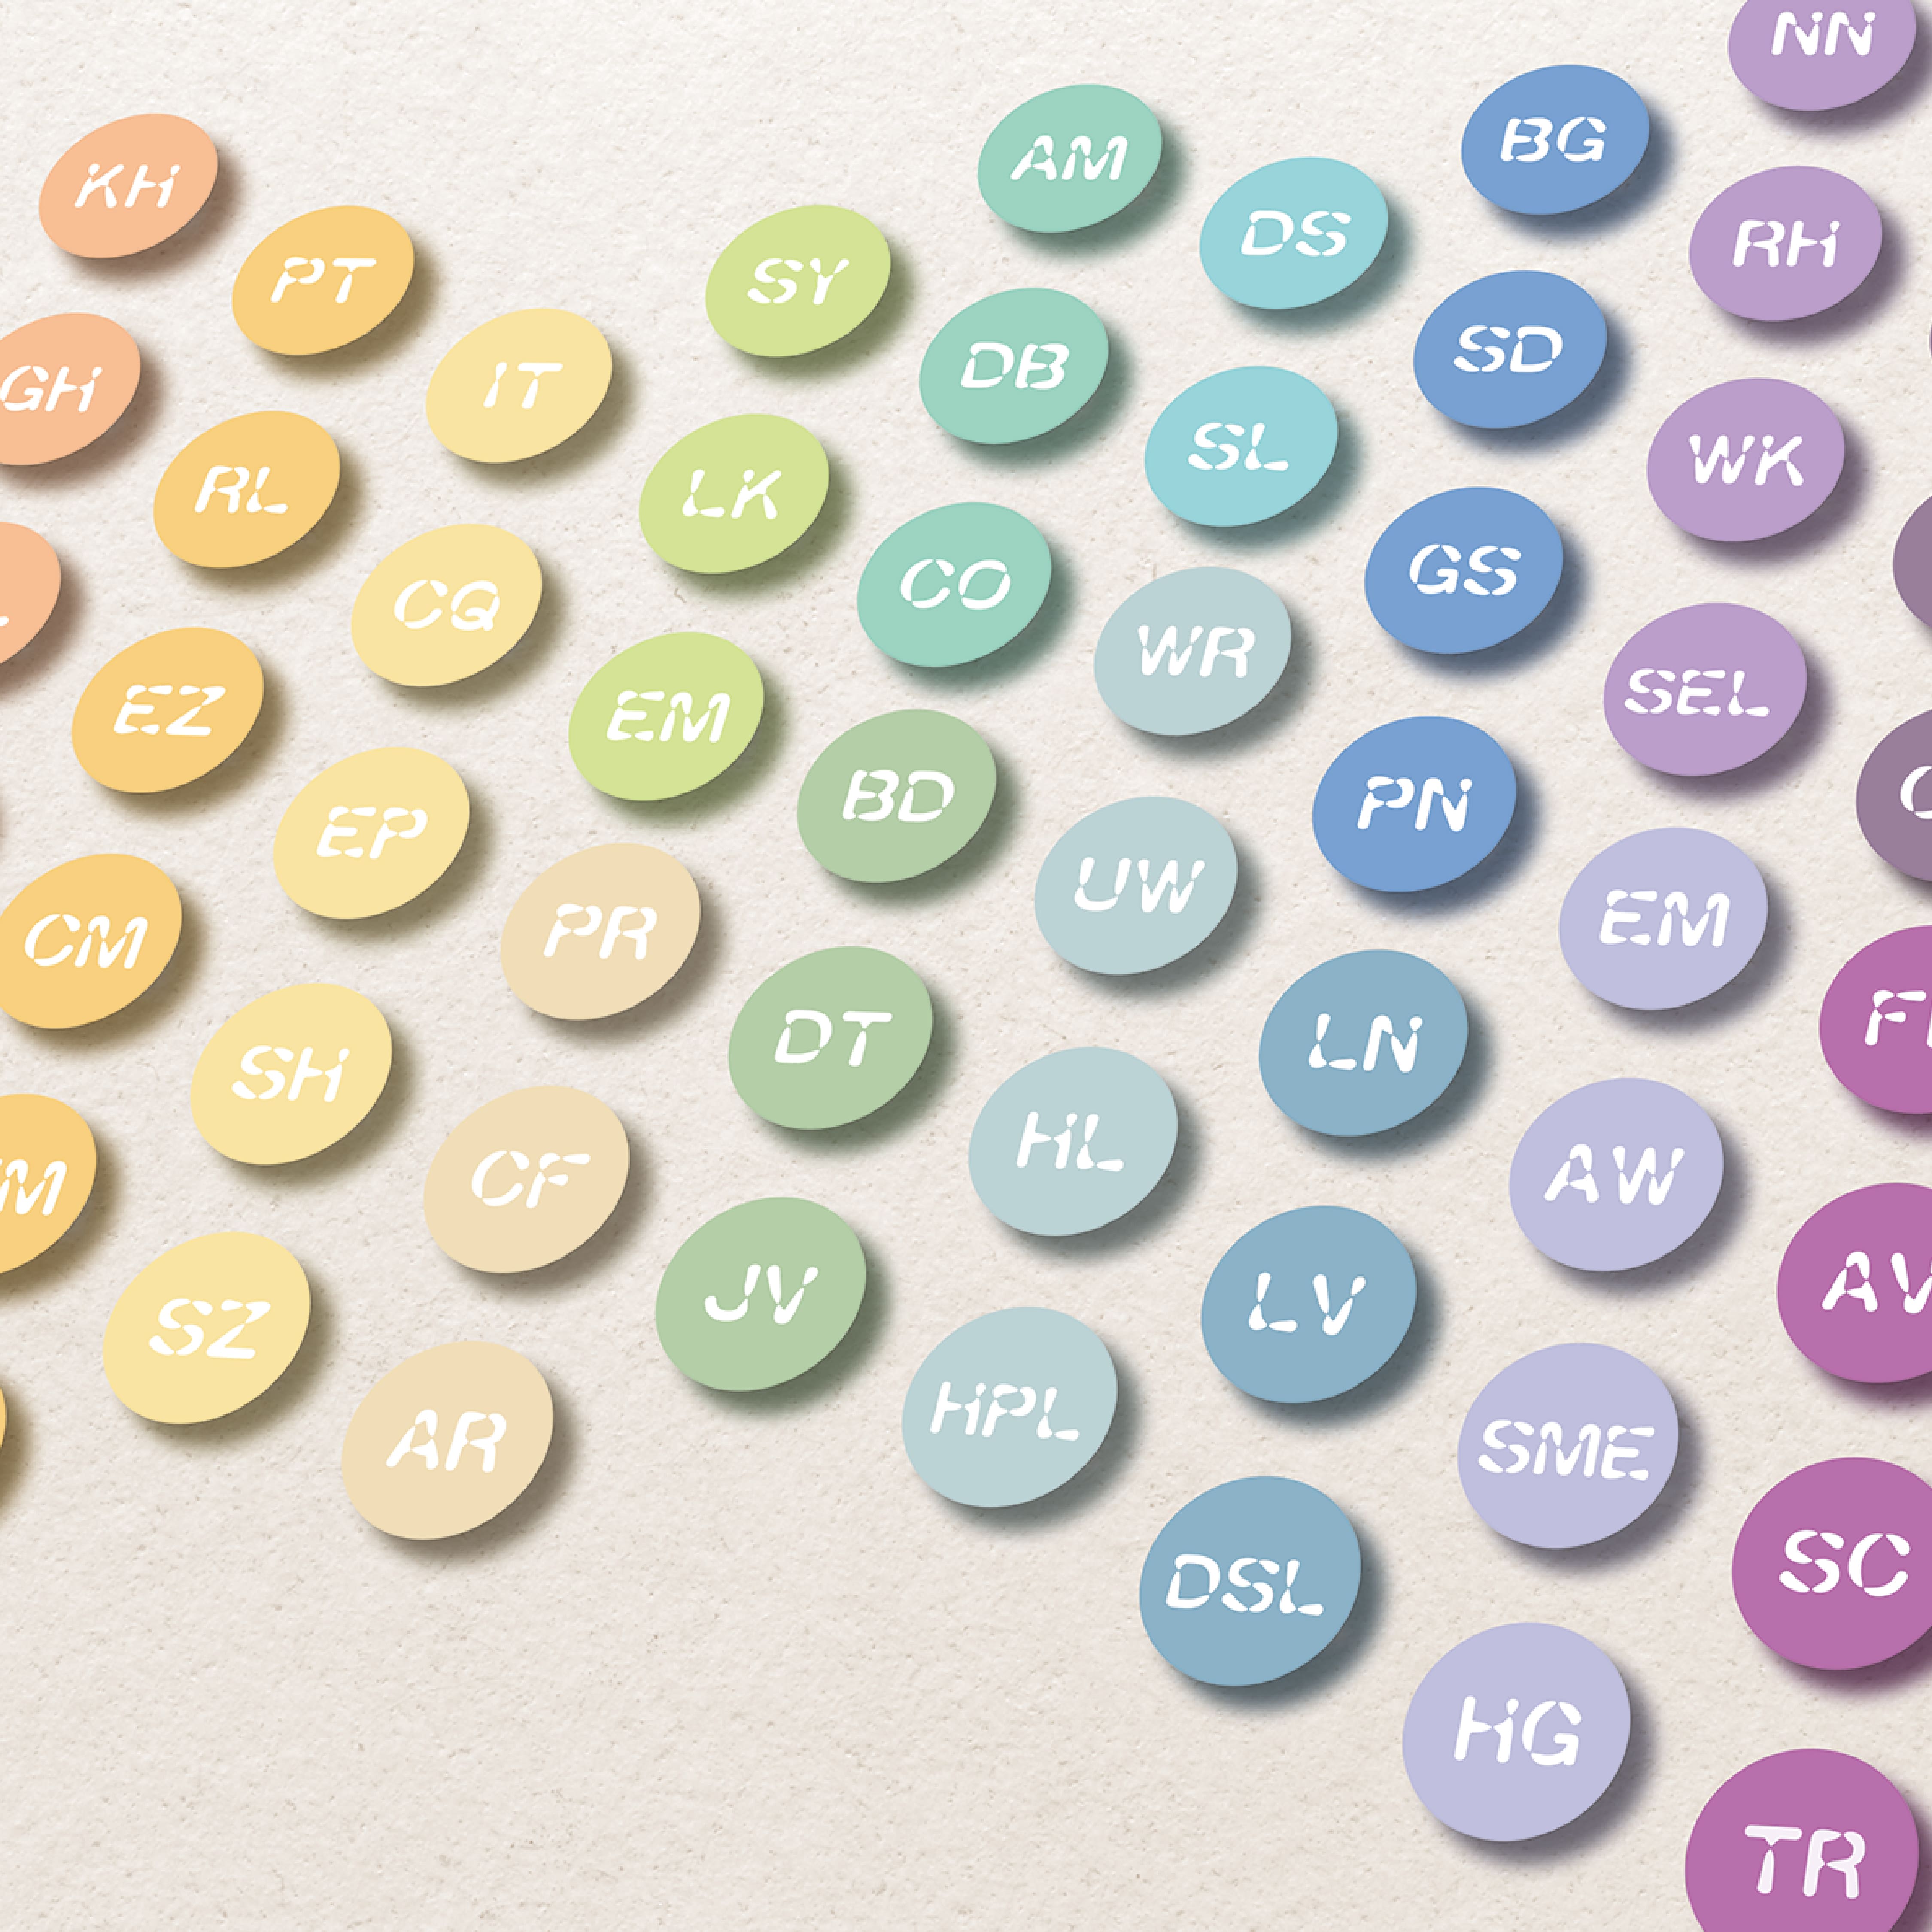 NN
BG
AM
KH
DS
RH
PT
SY
SD
DB
IT
GH
SL
WK
RL
LK
GS
CO
CQ
WR
SEL
EZ
EM
PN
BD
EP
UW
EM
PR
CM
LN
DT
SH
HL
AW
CF
JV
LV
SZ
HPL
AR
SME
SC
DSL
HG
TR